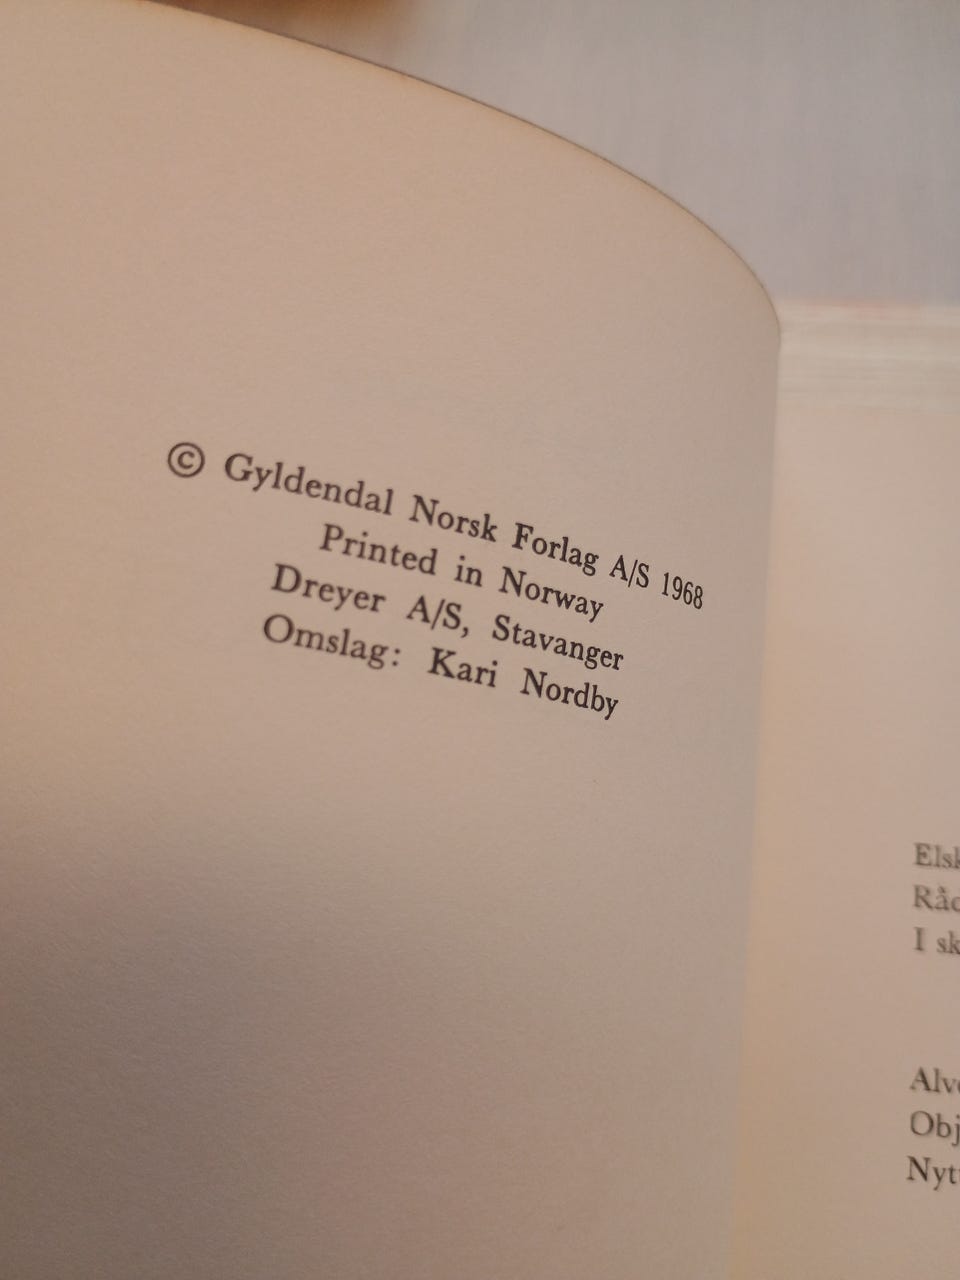 © Gyldendal Norsk Forlag A/S 1968
Printed in Norway
Dreyer A/S, Stavanger
Omslag: Kari Nordby
I